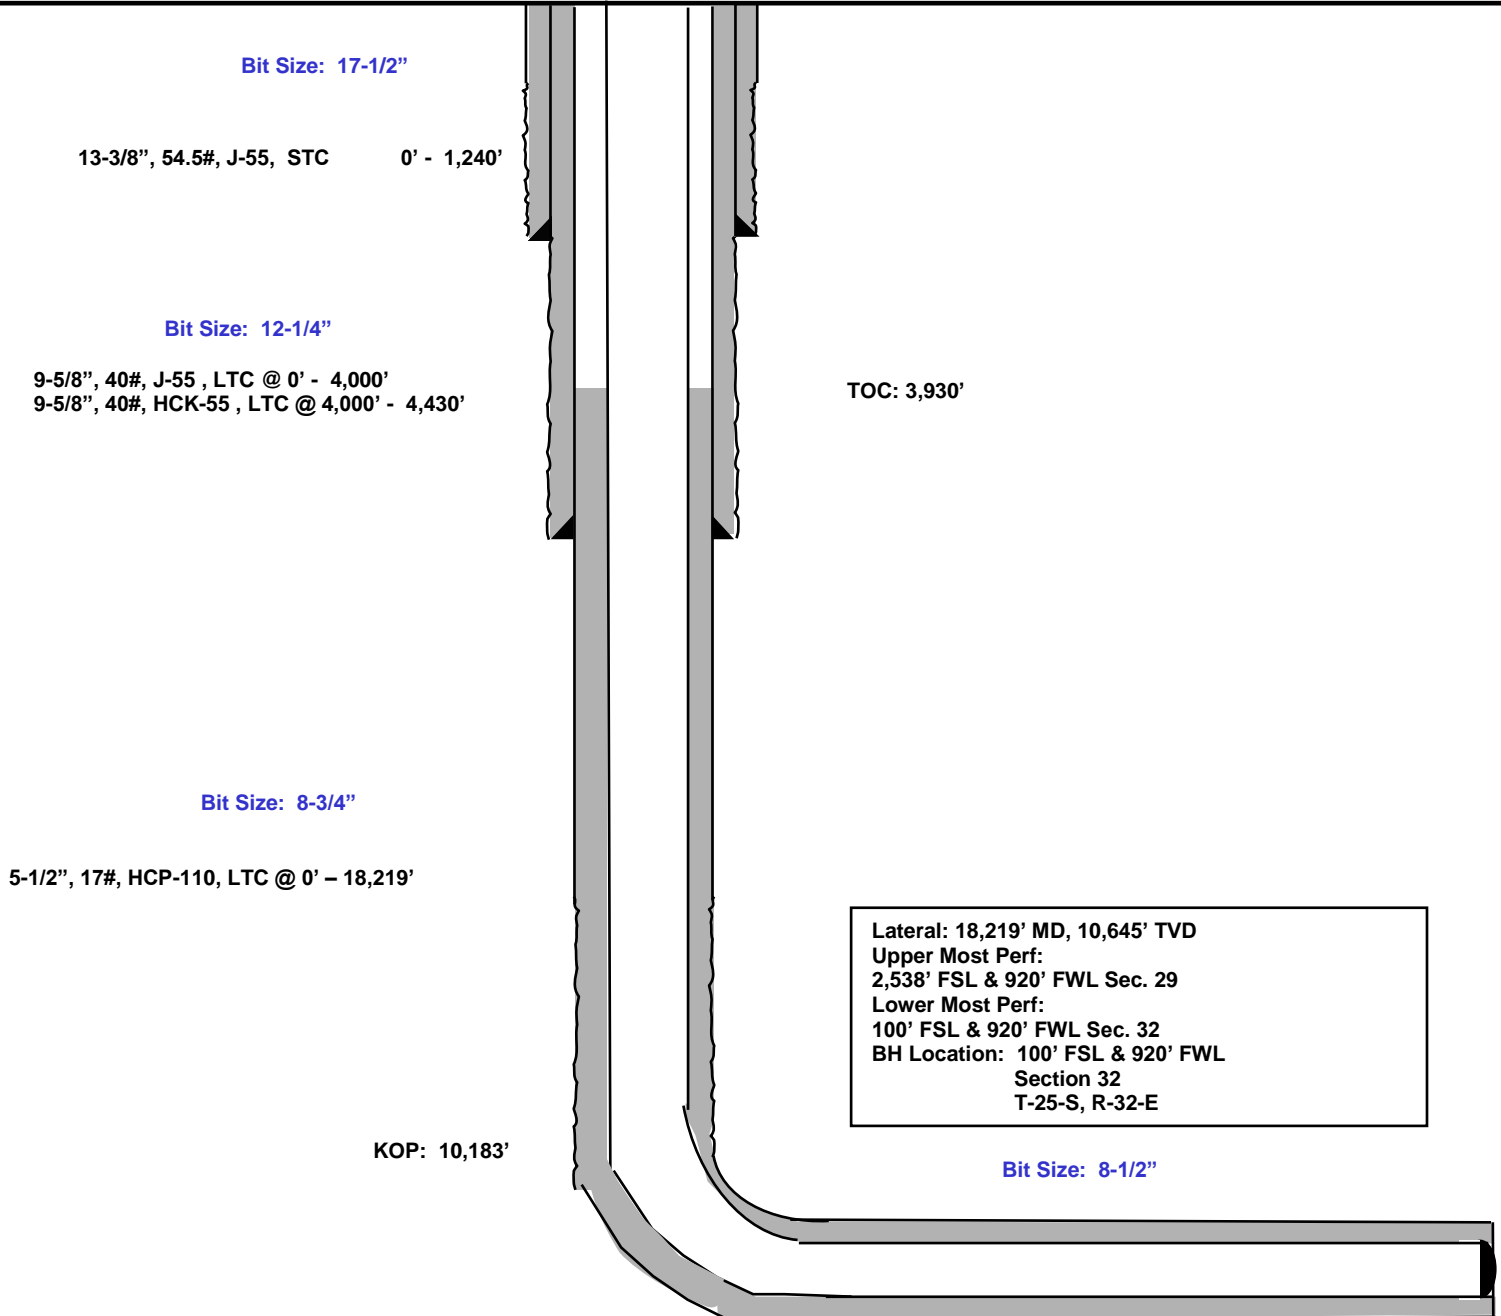 Bit Size: 17-1/2”
13-3/8”, 54.5#, J-55, STC 0’ - 1,240’
Bit Size: 12-1/4”
9-5/8”, 40#, J-55 , LTC @ 0’ - 4,000’
9-5/8”, 40#, HCK-55 , LTC @ 4,000’ - 4,430’
TOC: 3,930’
Bit Size: 8-3/4”
5-1/2”, 17#, HCP-110, LTC @ 0’ – 18,219’
Lateral: 18,219’ MD, 10,645’ TVD
Upper Most Perf:
2,538’ FSL & 920’ FWL Sec. 29
Lower Most Perf:
100’ FSL & 920’ FWL Sec. 32
BH Location: 100’ FSL & 920’ FWL
Section 32
T-25-S, R-32-E
KOP: 10,183’
Bit Size: 8-1/2”